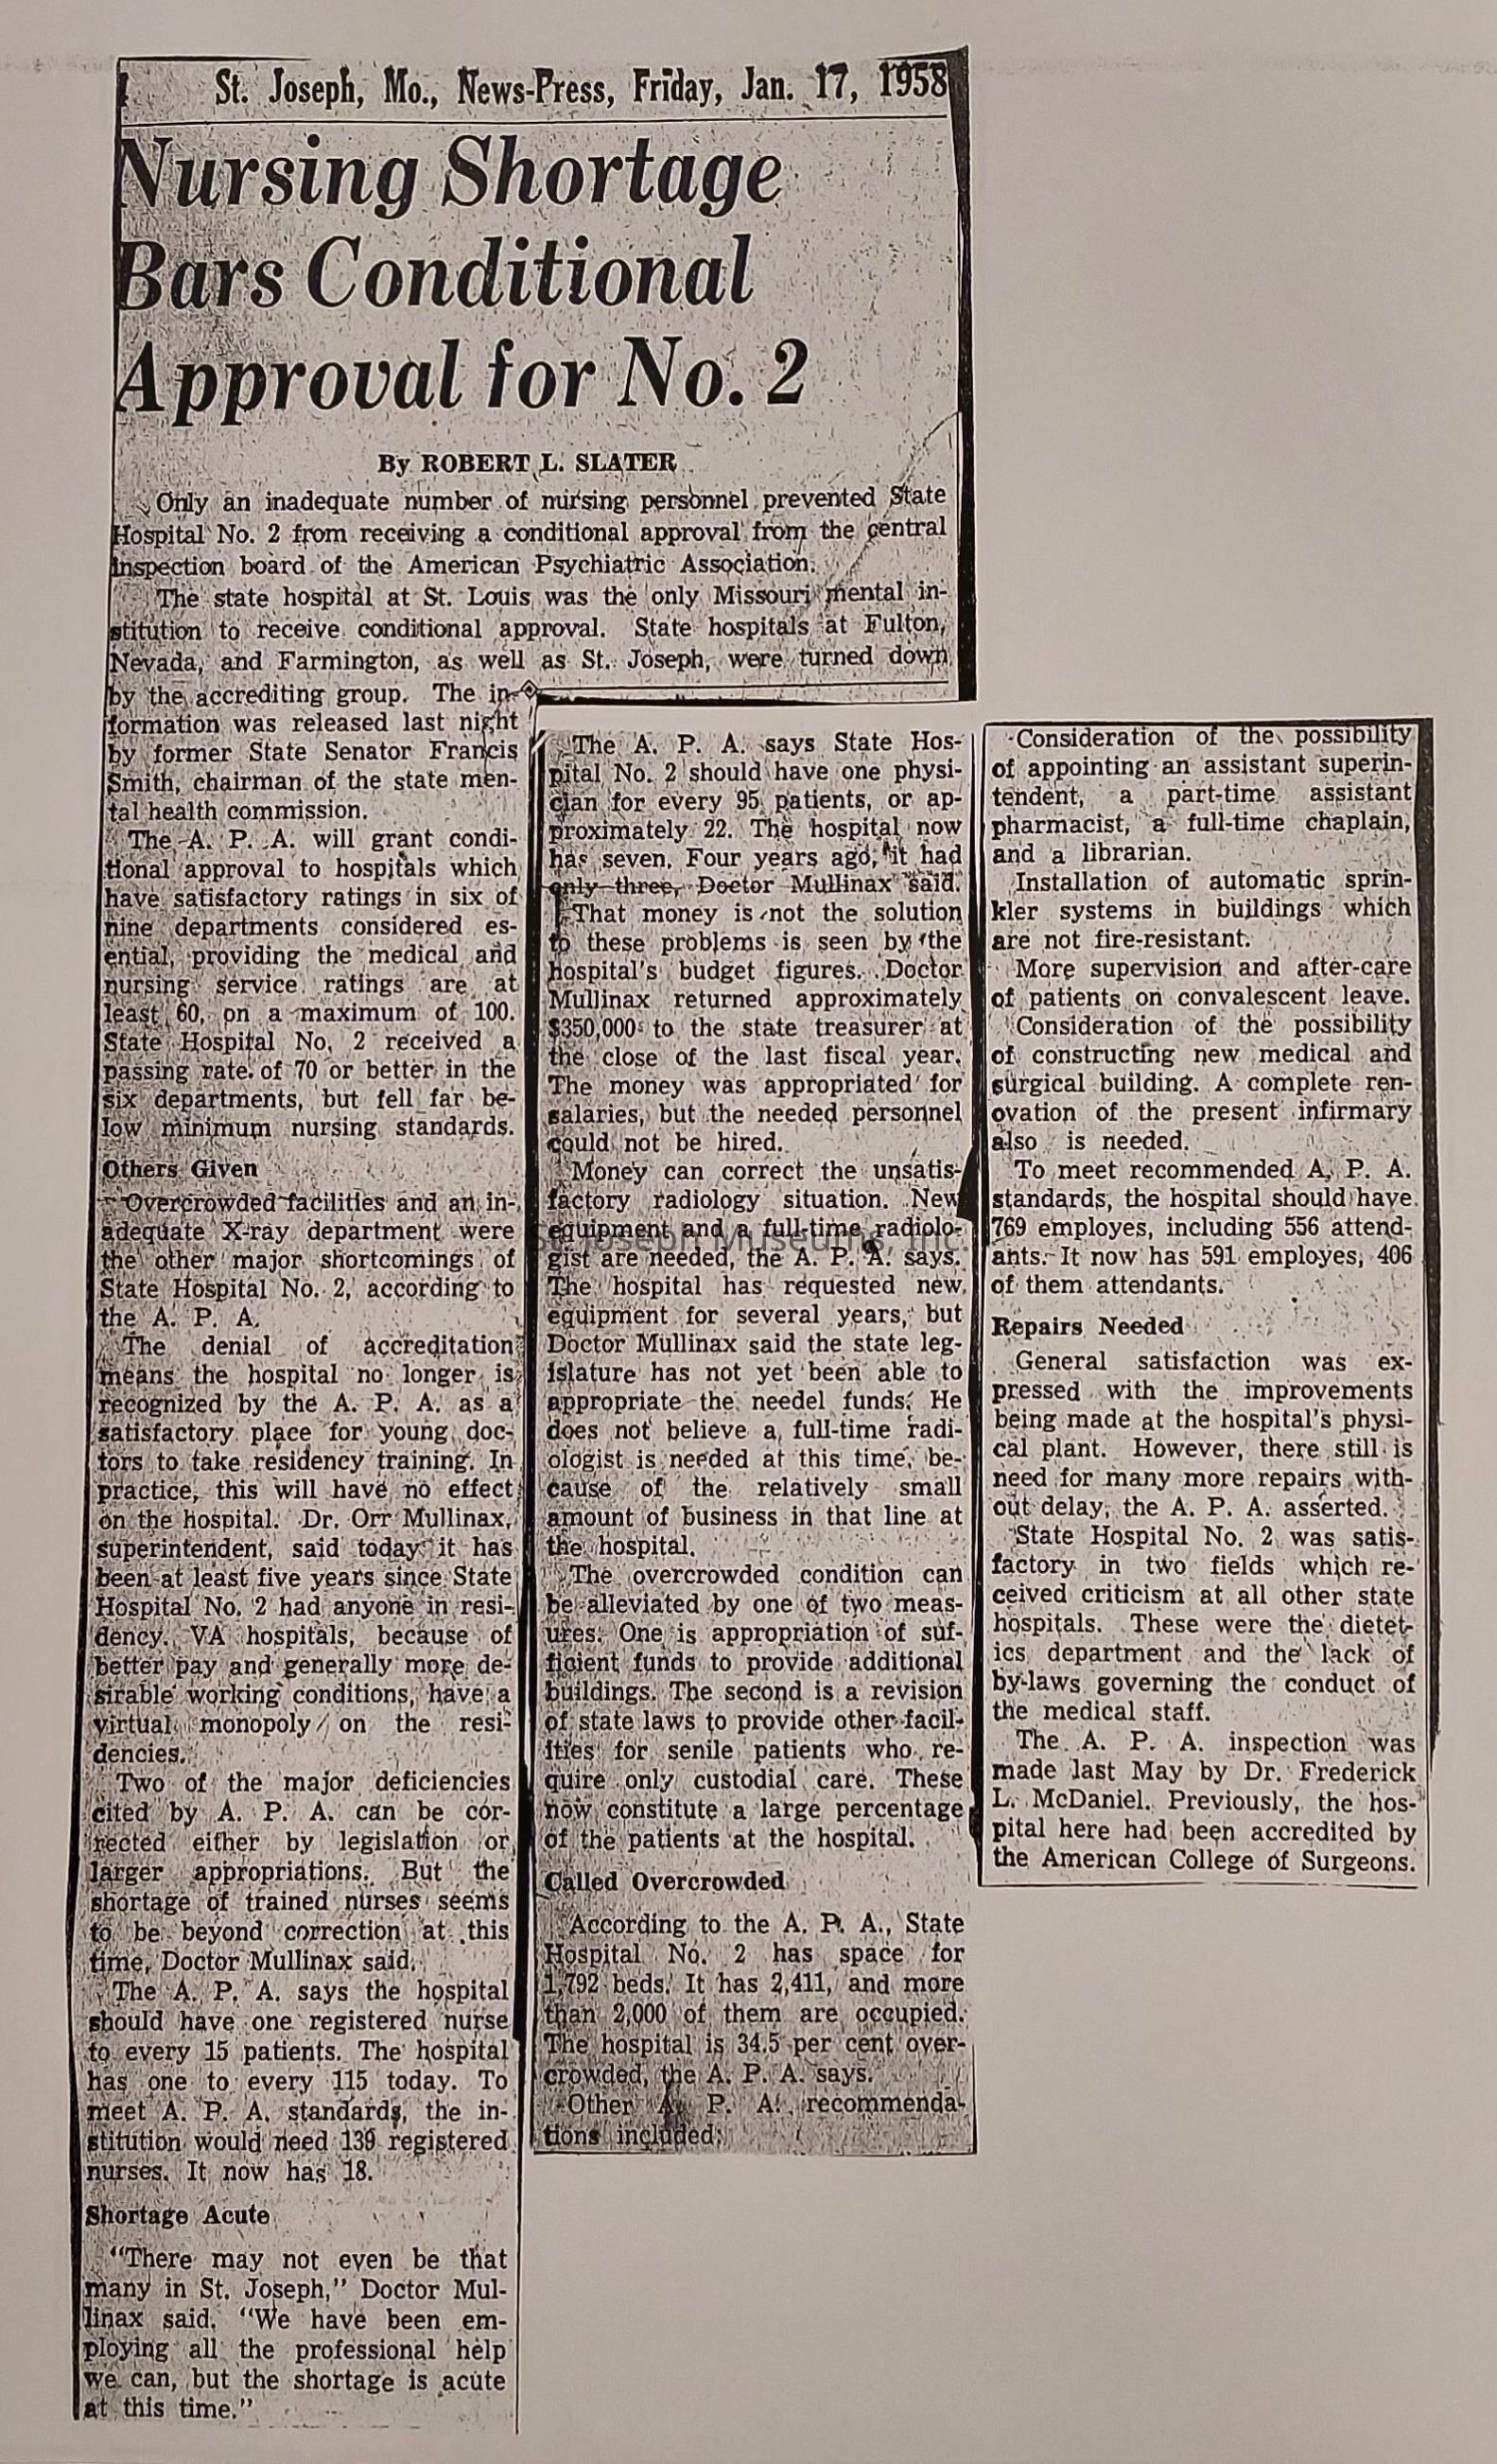 St. Joseph, Mo., News-Press, Friday, Jan. 17, 1958
Nursing Shortage
Bars Conditional
Approval for No. 2
By ROBERT L. SLATER
Only an inadequate number of nursing personnel prevented State
Hospital No. 2 from receiving a conditional approval from the central
inspection board of the American Psychiatric Association.
The state hospital at St. Louis was the only Missouri mental in-
stitution to receive conditional approval. State hospitals at Fulton,
Nevada, and Farmington, as well as St. Joseph, were turned down
by the accrediting group. The in-
formation was released last night
by former State Senator Francis
Smith, chairman of the state men-
tal health commission.
The A. P. A. will grant condi-
tional approval to hospitals which
have satisfactory ratings in six of
nine departments considered es-
ential, providing the medical and
nursing service ratings are at
least 60, on a maximum of 100.
State Hospital No. 2 received a
passing rate of 70 or better in the
six departments, but fell far be-
low minimum nursing standards.
Others Given
Overcrowded facilities and an in-
adequate X-ray department were
the other major shortcomings of
State Hospital No. 2, according to
the A. P. A.
The denial of accreditation
means the hospital no longer is
recognized by the A. P. A. as a
satisfactory place for young doc-
tors to take residency training. In
practice, this will have no effect
on the hospital. Dr. Orr Mullinax,
superintendent, said today it has
been at least five years since State
Hospital No. 2 had anyone in resi-
dency. VA hospitals, because of
better pay and generally more de-
sirable working conditions, have a
virtual monopoly on the resi-
dencies.
Two of the major deficiencies
cited by A. P. A. can be cor-
rected either by legislation or
larger appropriations. But the
shortage of trained nurses seems
to be beyond correction at this
time, Doctor Mullinax said.
The A. P. A. says the hospital
should have one registered nurse
to every 15 patients. The hospital
has one to every 115 today. To
meet A. P. A. standards, the in-
stitution would need 139 registered
nurses. It now has 18.
Shortage Acute
"There may not even be that
many in St. Joseph," Doctor Mul-
linax said. "We have been em-
ploying all the professional help
we can, but the shortage is acute
at this time."
The A. P. A. says State Hos-
pital No. 2 should have one physi-
cian for every 95 patients, or ap-
proximately 22. The hospital now
has seven. Four years ago, it had
only three, Doctor Mullinax said.
That money is not the solution
to these problems is seen by the
hospital's budget figures. Doctor
Mullinax returned approximately
$350,000 to the state treasurer at
the close of the last fiscal year.
The money was appropriated for
salaries, but the needed personnel
could not be hired.
Money can correct the unsatis-
factory radiology situation. New
equipment and a full-time radiolo-
St. Joseph Museums, Inc.
gist are needed, the A. P. A. says.
The hospital has requested new
equipment for several years, but
Doctor Mullinax said the state leg-
islature has not yet been able to
appropriate the needel funds. He
does not believe a full-time radi-
ologist is needed at this time, be-
cause of the relatively small
amount of business in that line at
the hospital.
The overcrowded condition can
be alleviated by one of two meas-
ures. One is appropriation of suf-
ficient funds to provide additional
buildings. The second is a revision
of state laws to provide other facil-
ities for senile patients who re-
quire only custodial care. These
now constitute a large percentage
of the patients at the hospital.
Called Overcrowded
According to the A. P. A., State
Hospital No. 2 has space for
1,792 beds. It has 2,411, and more
than 2,000 of them are occupied.
The hospital is 34.5 per cent over-
crowded, the A. P. A. says.
Other A. P. A. recommenda-
tions included:
Consideration of the possibility
of appointing an assistant superin-
tendent, a part-time assistant
pharmacist, a full-time chaplain,
and a librarian.
Installation of automatic sprin-
kler systems in buildings which
are not fire-resistant.
More supervision and after-care
of patients on convalescent leave.
Consideration of the possibility
of constructing new medical and
surgical building. A complete ren-
ovation of the present infirmary
also is needed.
To meet recommended A. P. A.
standards, the hospital should have
769 employes, including 556 attend-
ants. It now has 591 employes, 406
of them attendants.
Repairs Needed
General satisfaction was ex-
pressed with the improvements
being made at the hospital's physi-
cal plant. However, there still is
need for many more repairs with-
out delay, the A. P. A. asserted.
State Hospital No. 2 was satis-
factory in two fields which re-
ceived criticism at all other state
hospitals. These were the dietet-
ics department and the lack of
by-laws governing the conduct of
the medical staff.
The A. P. A. inspection was
made last May by Dr. Frederick
L. McDaniel. Previously, the hos-
pital here had been accredited by
the American College of Surgeons.